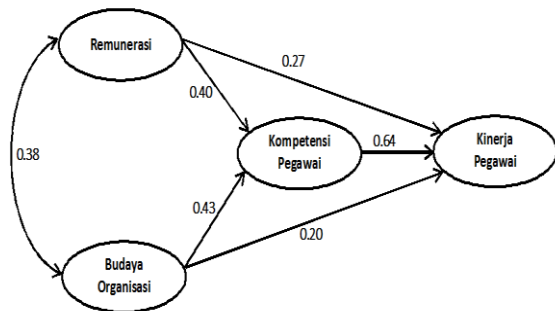 Remunerasi
0.27
0.40
Kompetensi
Pegawai
0.64
Kinerja
Pegawai
0.38
0.43
0.20
Budaya
Organisasi